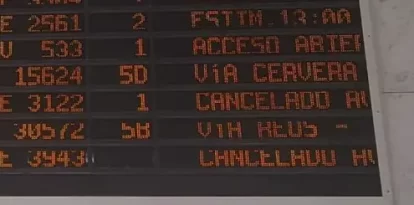 E 2561 2 ESTIM.13:00
V 533 1 ACCESO ABIER
15624 5D VIA CERVERA
E 3122 1 CANCELADO
30572 5B VIA REUS -
E 3943 CANCELADO